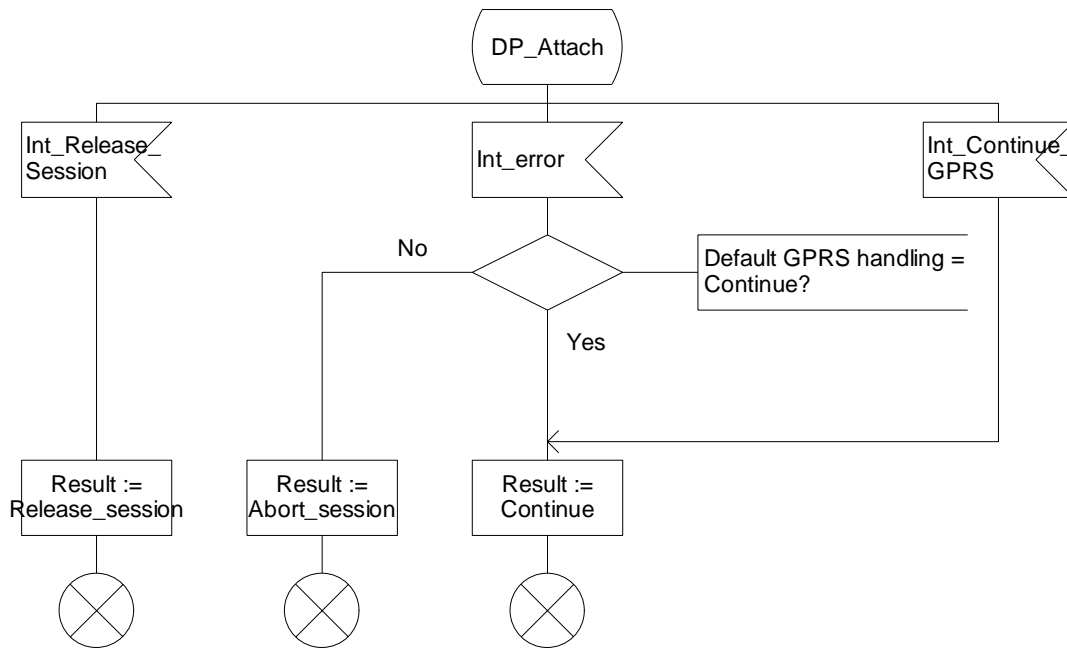 DP_Attach
Int_Release_
Session
Int_error
Int_Continue_
GPRS
No
Default GPRS handling =
Continue?
Yes
Result :=
Release_session
Result :=
Abort_session
Result :=
Continue